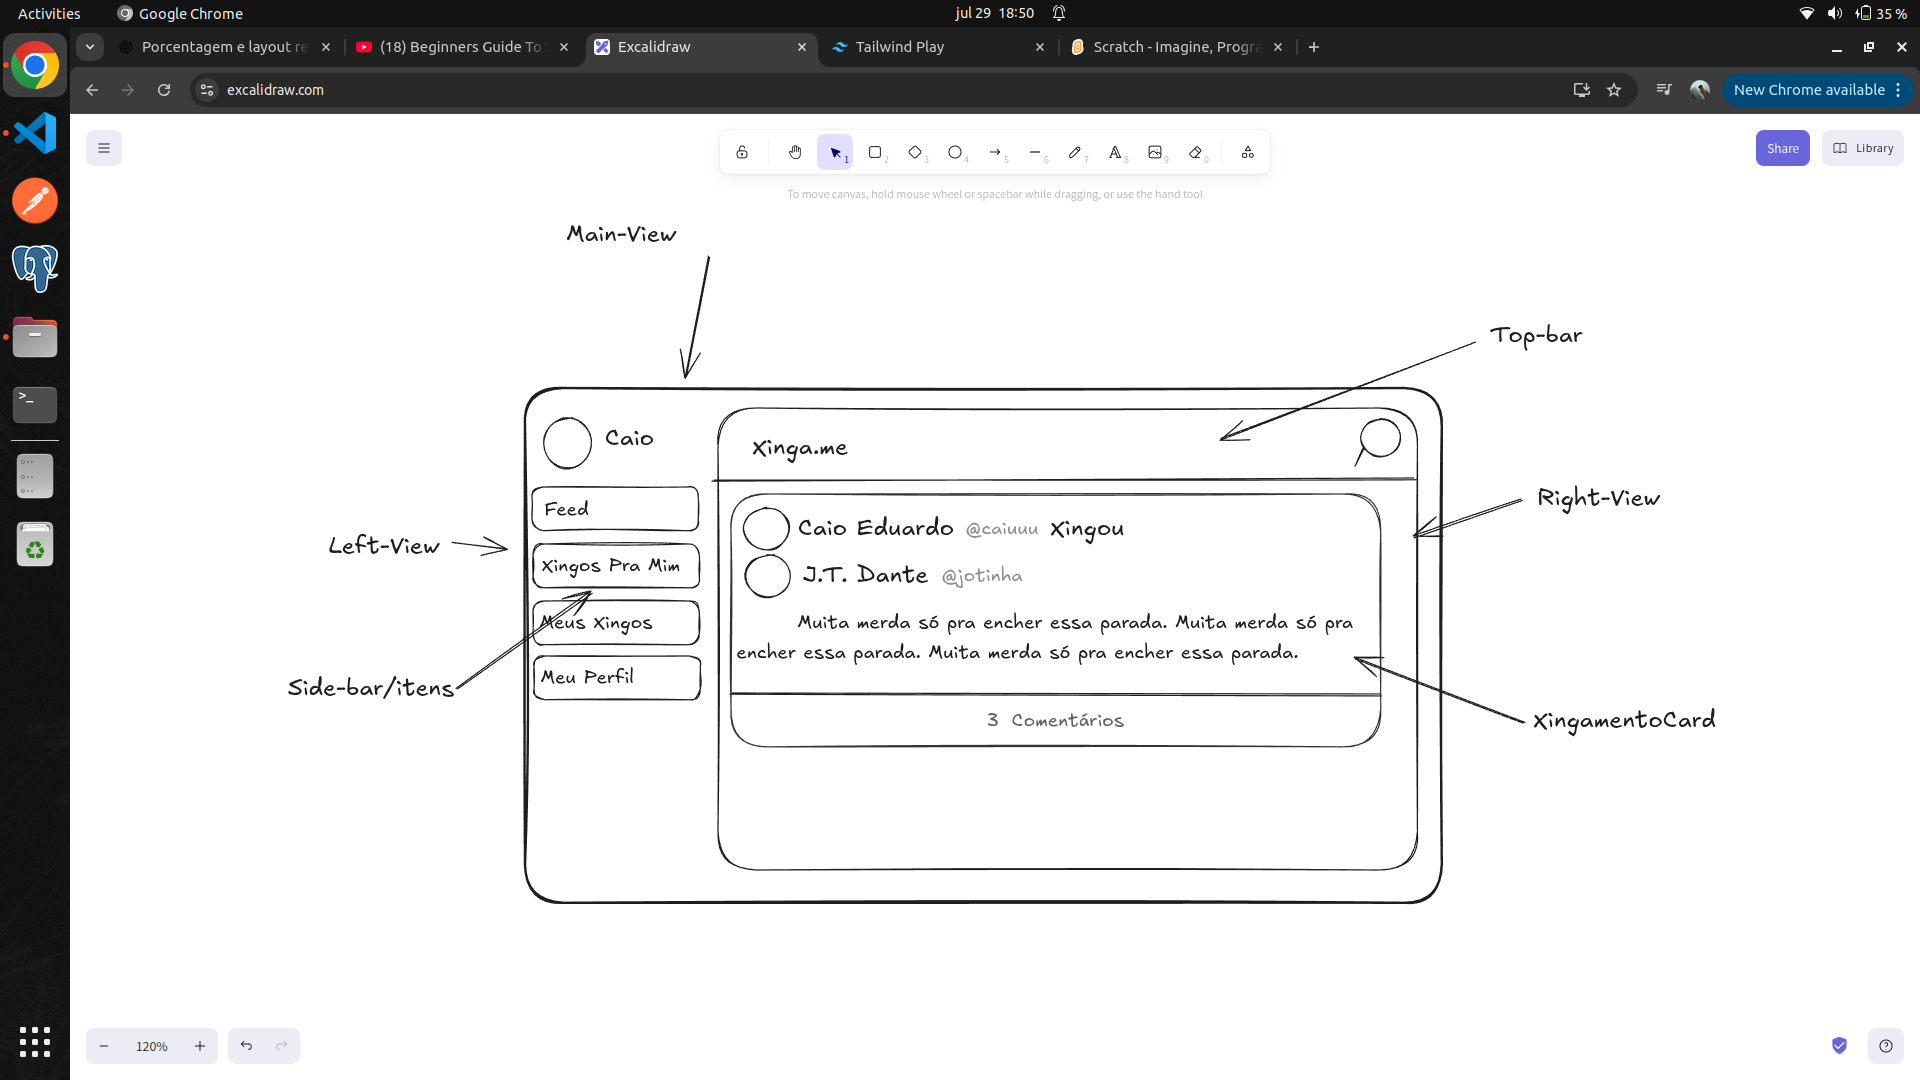 Activities
Google Chrome
jul 29 18:50
35 %
Porcentagem e layout re
(18) Beginners Guide To
Excalidraw
Tailwind Play
Scratch - Imagine, Progra
excalidraw.com
New Chrome available
1 2 3 4 5 6 7 8 9 0
Share
Library
To move canvas, hold mouse wheel or spacebar while dragging, or use the hand tool
Main-View
Top-bar
Caio
Xinga.me
Feed
Right-View
Caio Eduardo @caiuuu Xingou
Left-View
Xingos Pra Mim
J.T. Dante @jotinha
Meus Xingos
Muita merda só pra encher essa parada. Muita merda só pra
encher essa parada. Muita merda só pra encher essa parada.
Meu Perfil
Side-bar/itens
3 Comentários
XingamentoCard
120%